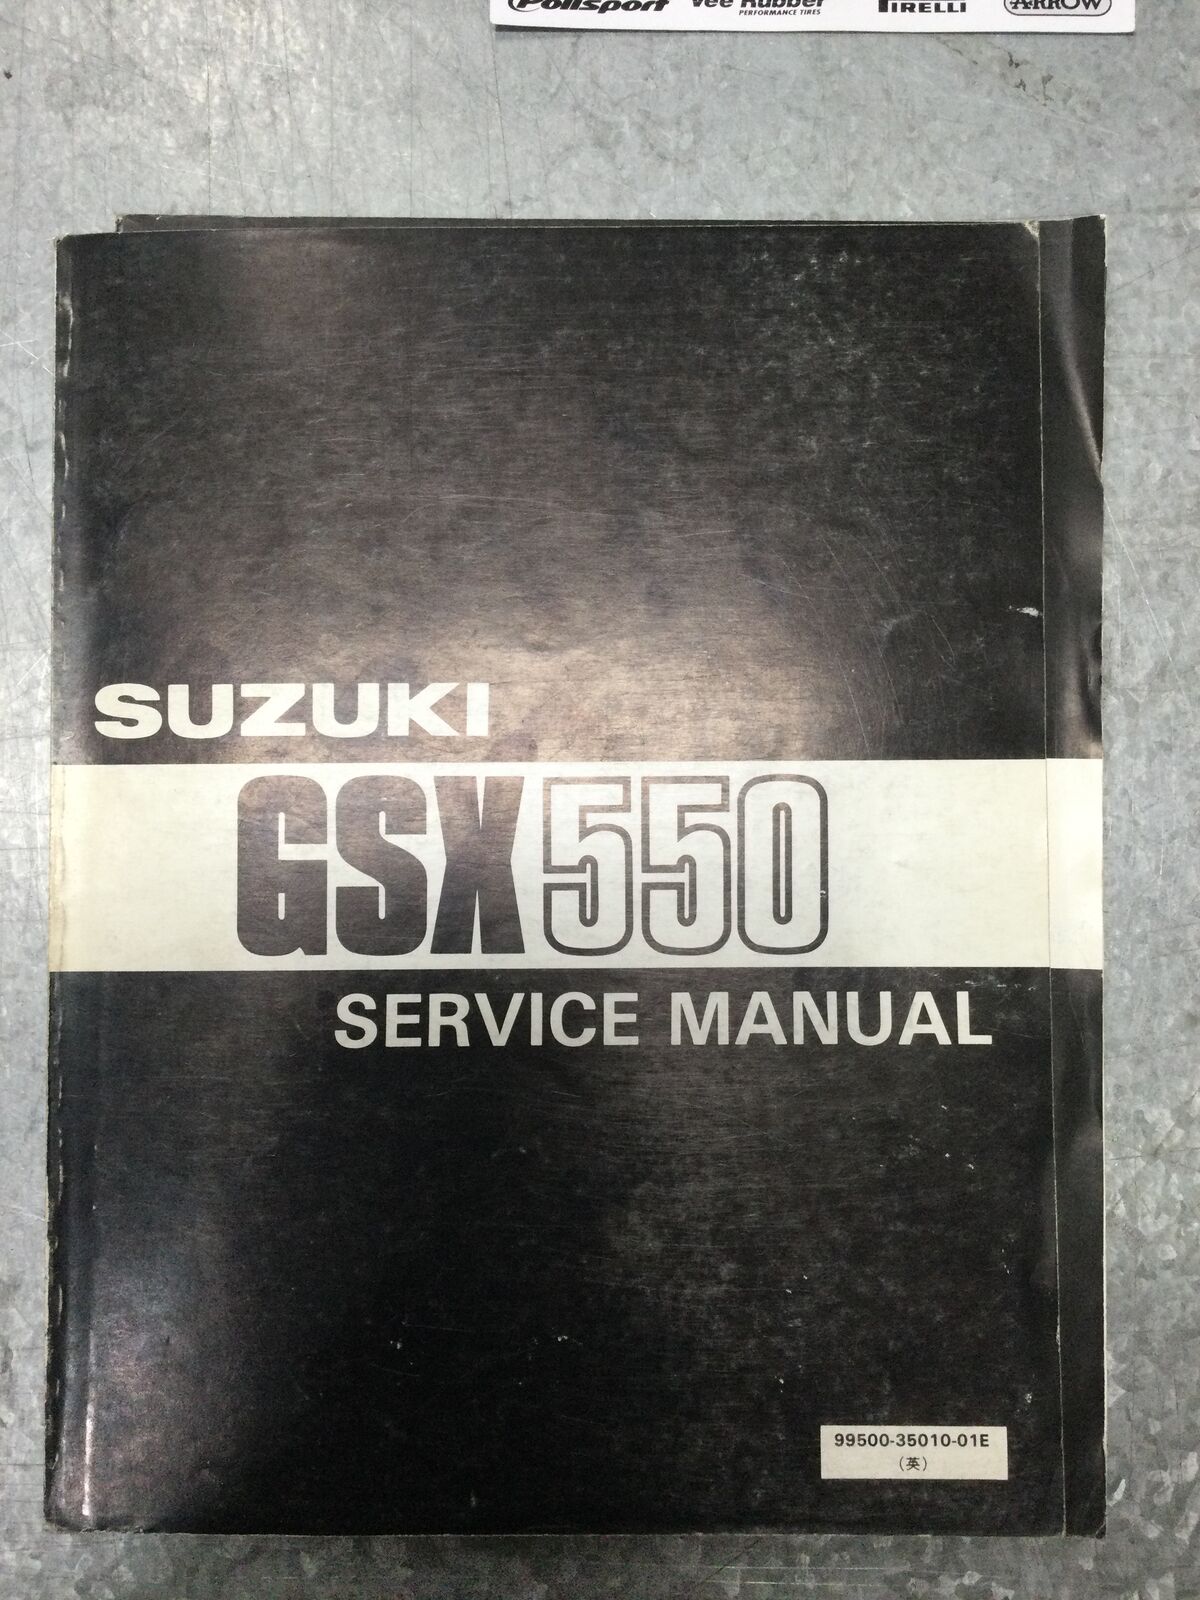 Polisport Vee Rubber PIRELLI ARROW
PERFORMANCE TIRES
SUZUKI
GSX550
SERVICE MANUAL
99500-35010-01E
(英)